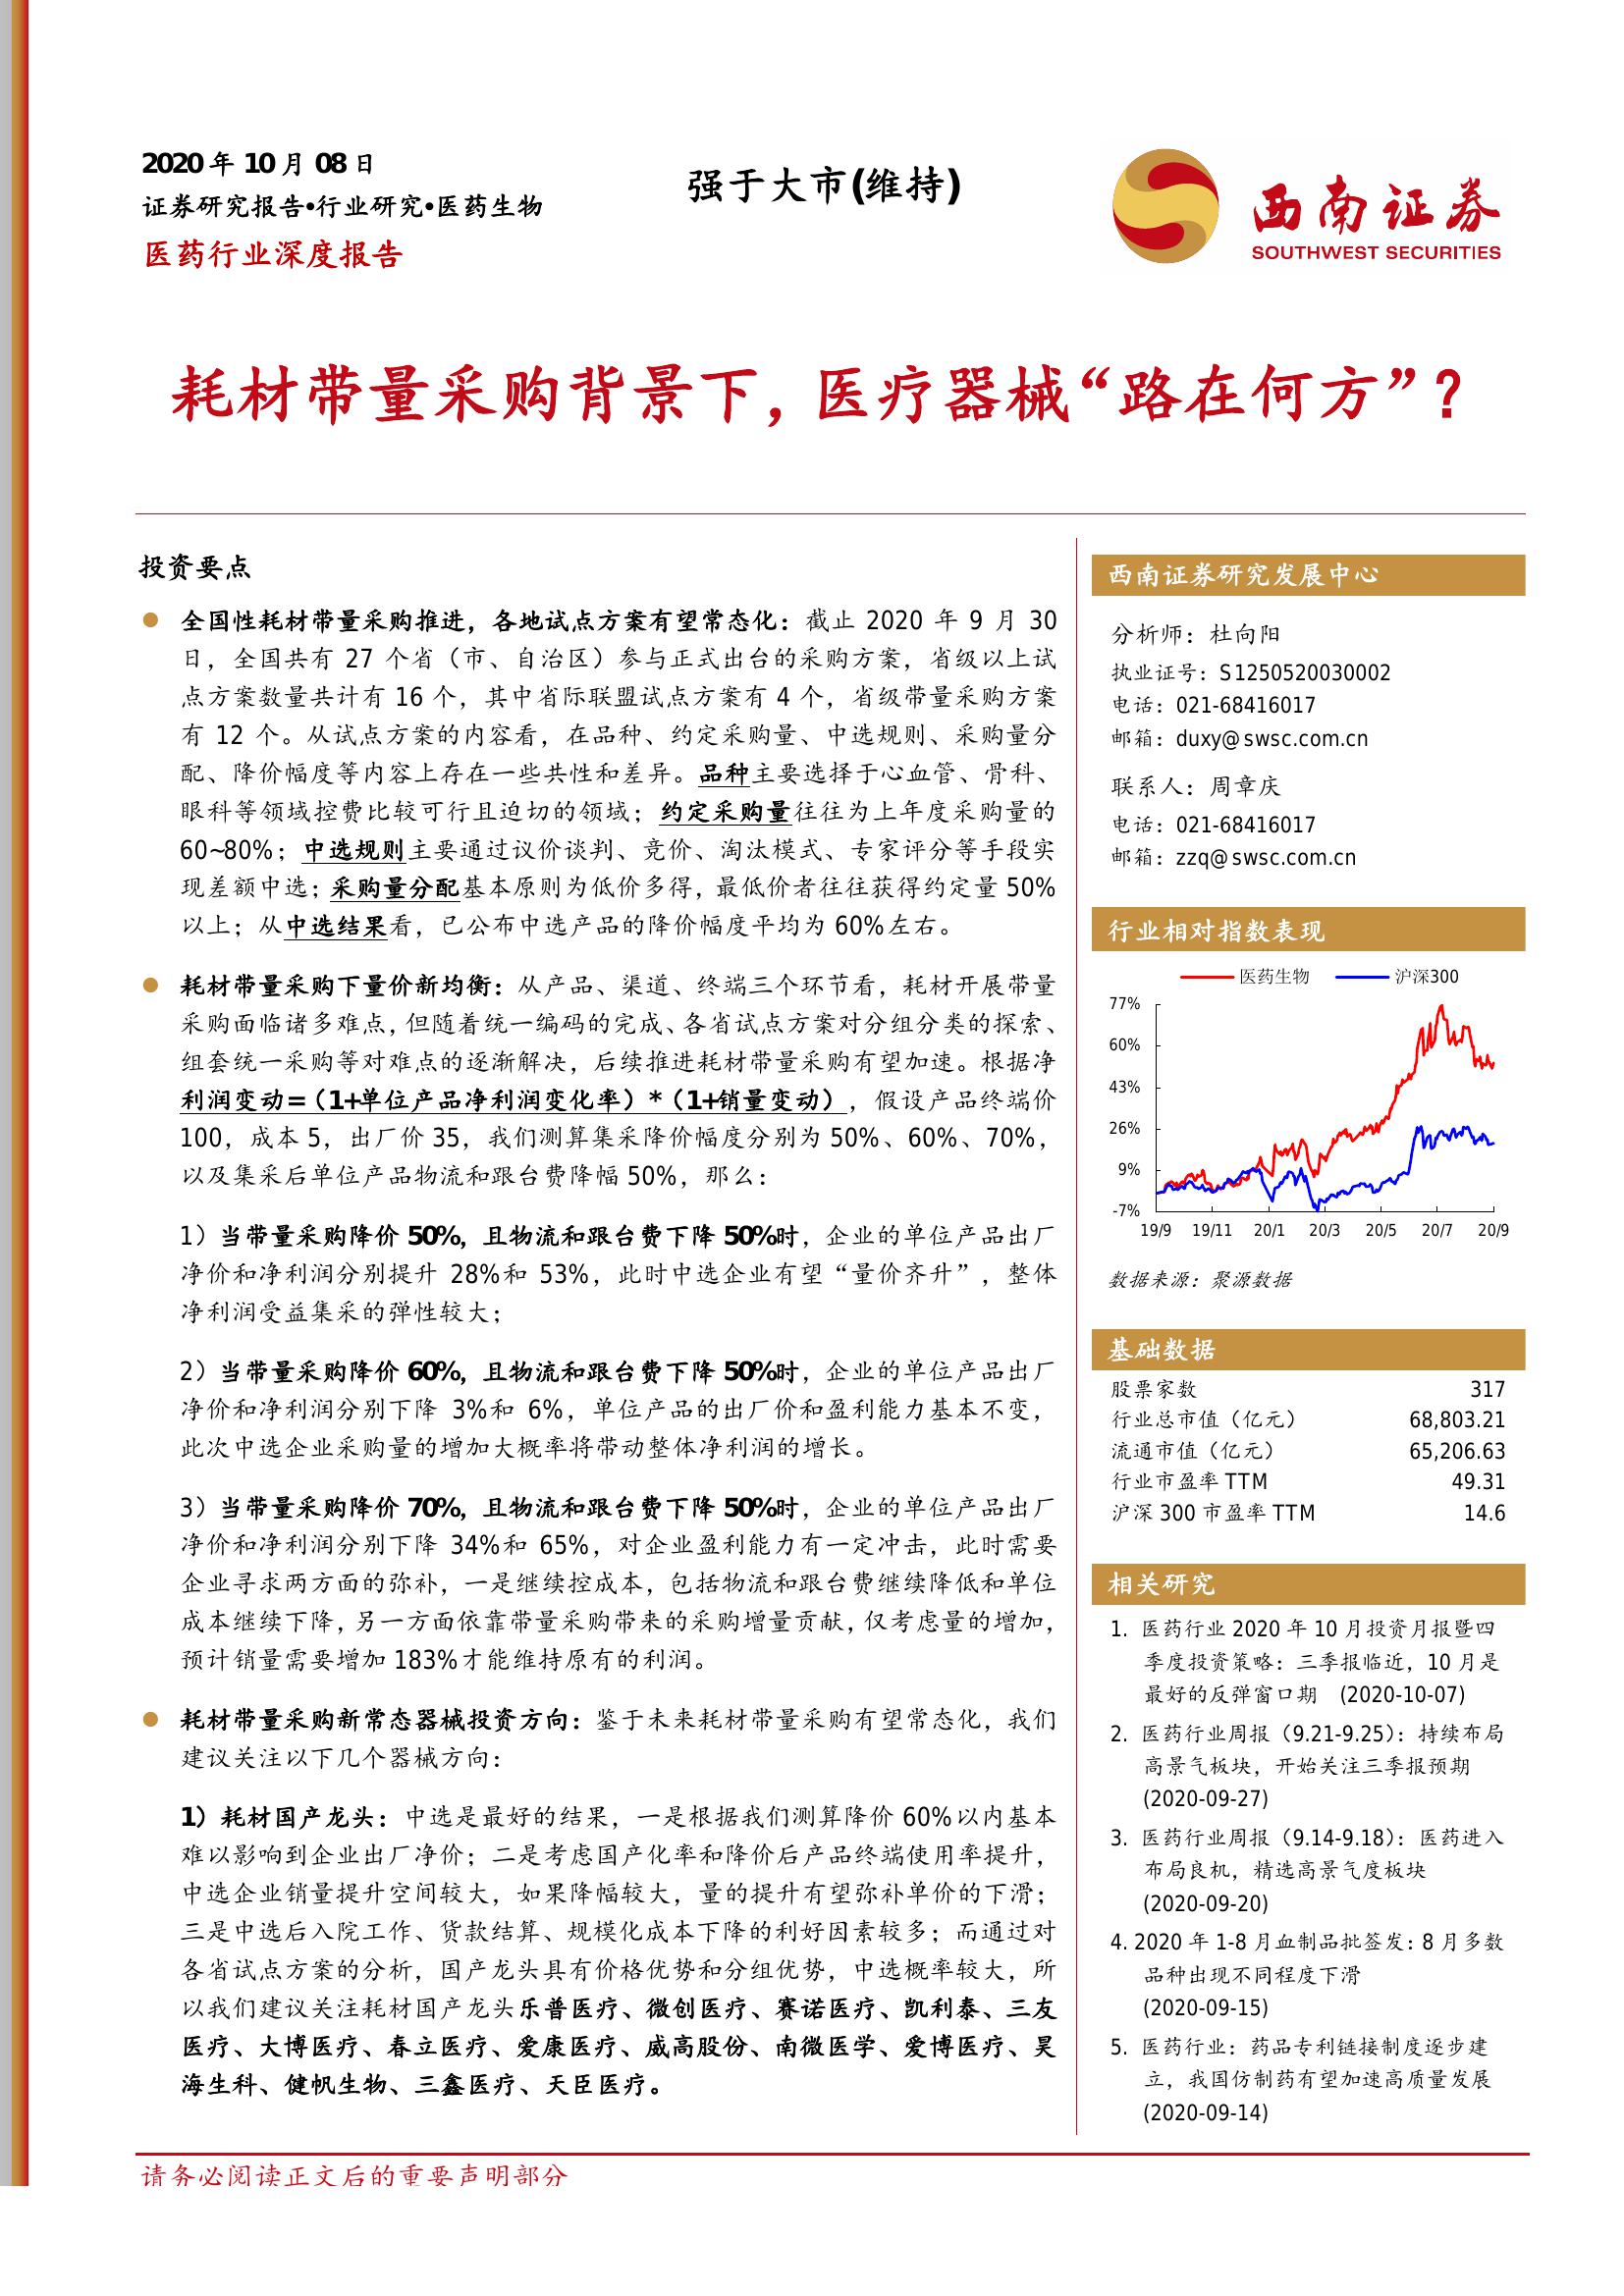 2020 年 10 月 08 日
证券研究报告•行业研究•医药生物
医药行业深度报告
强于大市(维持)
西南证券
SOUTHWEST SECURITIES
耗材带量采购背景下，医疗器械“路在何方”？
投资要点
全国性耗材带量采购推进，各地试点方案有望常态化：截止 2020 年 9 月 30
日，全国共有 27 个省（市、自治区）参与正式出台的采购方案，省级以上试
点方案数量共计有 16 个，其中省际联盟试点方案有 4 个，省级带量采购方案
有 12 个。从试点方案的内容看，在品种、约定采购量、中选规则、采购量分
配、降价幅度等内容上存在一些共性和差异。品种主要选择于心血管、骨科、
眼科等领域控费比较可行且迫切的领域；约定采购量往往为上年度采购量的
60~80%；中选规则主要通过议价谈判、竞价、淘汰模式、专家评分等手段实
现差额中选；采购量分配基本原则为低价多得，最低价者往往获得约定量 50%
以上；从中选结果看，已公布中选产品的降价幅度平均为 60%左右。
耗材带量采购下量价新均衡：从产品、渠道、终端三个环节看，耗材开展带量
采购面临诸多难点，但随着统一编码的完成、各省试点方案对分组分类的探索、
组套统一采购等对难点的逐渐解决，后续推进耗材带量采购有望加速。根据净
利润变动=（1+单位产品净利润变化率）*（1+销量变动），假设产品终端价
100，成本 5，出厂价 35，我们测算集采降价幅度分别为 50%、60%、70%，
以及集采后单位产品物流和跟台费降幅 50%，那么：
1）当带量采购降价 50%，且物流和跟台费下降 50%时，企业的单位产品出厂
净价和净利润分别提升 28%和 53%，此时中选企业有望“量价齐升”，整体
净利润受益集采的弹性较大；
2）当带量采购降价 60%，且物流和跟台费下降 50%时，企业的单位产品出厂
净价和净利润分别下降 3%和 6%，单位产品的出厂价和盈利能力基本不变，
此次中选企业采购量的增加大概率将带动整体净利润的增长。
3）当带量采购降价 70%，且物流和跟台费下降 50%时，企业的单位产品出厂
净价和净利润分别下降 34%和 65%，对企业盈利能力有一定冲击，此时需要
企业寻求两方面的弥补，一是继续控成本，包括物流和跟台费继续降低和单位
成本继续下降，另一方面依靠带量采购带来的采购增量贡献，仅考虑量的增加，
预计销量需要增加 183%才能维持原有的利润。
耗材带量采购新常态器械投资方向：鉴于未来耗材带量采购有望常态化，我们
建议关注以下几个器械方向：
1）耗材国产龙头：中选是最好的结果，一是根据我们测算降价 60%以内基本
难以影响到企业出厂净价；二是考虑国产化率和降价后产品终端使用率提升，
中选企业销量提升空间较大，如果降幅较大，量的提升有望弥补单价的下滑；
三是中选后入院工作、货款结算、规模化成本下降的利好因素较多；而通过对
各省试点方案的分析，国产龙头具有价格优势和分组优势，中选概率较大，所
以我们建议关注耗材国产龙头乐普医疗、微创医疗、赛诺医疗、凯利泰、三友
医疗、大博医疗、春立医疗、爱康医疗、威高股份、南微医学、爱博医疗、昊
海生科、健帆生物、三鑫医疗、天臣医疗。
西南证券研究发展中心
分析师：杜向阳
执业证号：S1250520030002
电话：021-68416017
邮箱：duxy@swsc.com.cn
联系人：周章庆
电话：021-68416017
邮箱：zzq@swsc.com.cn
行业相对指数表现
医药生物 沪深300
77%
60%
43%
26%
9%
-7%
19/9 19/11 20/1 20/3 20/5 20/7 20/9
数据来源：聚源数据
基础数据
股票家数 317
行业总市值（亿元） 68,803.21
流通市值（亿元） 65,206.63
行业市盈率 TTM 49.31
沪深 300 市盈率 TTM 14.6
相关研究
1. 医药行业 2020 年 10 月投资月报暨四
季度投资策略：三季报临近，10 月是
最好的反弹窗口期 (2020-10-07)
2. 医药行业周报（9.21-9.25）：持续布局
高景气板块，开始关注三季报预期
(2020-09-27)
3. 医药行业周报（9.14-9.18）：医药进入
布局良机，精选高景气度板块
(2020-09-20)
4. 2020 年 1-8 月血制品批签发：8 月多数
品种出现不同程度下滑
(2020-09-15)
5. 医药行业：药品专利链接制度逐步建
立，我国仿制药有望加速高质量发展
(2020-09-14)
请务必阅读正文后的重要声明部分